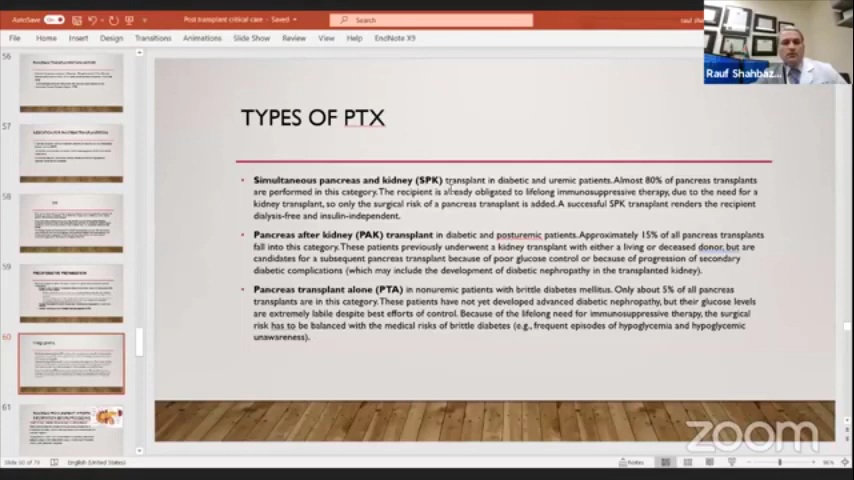 AutoSave On
Post transplant critical care - Saved
Search
File Home Insert Draw Design Transitions Animations Slide Show Review View Help EndNote X9
Rauf Shahbaz...
56
57
58
59
60
61
TYPES OF PTX
• Simultaneous pancreas and kidney (SPK) transplant in diabetic and uremic patients. Almost 80% of pancreas transplants
are performed in this category. The recipient is already obligated to lifelong immunosuppressive therapy, due to the need for a
kidney transplant, so only the surgical risk of a pancreas transplant is added. A successful SPK transplant renders the recipient
dialysis-free and insulin-independent.
• Pancreas after kidney (PAK) transplant in diabetic and posturemic patients. Approximately 15% of all pancreas transplants
fall into this category. These patients previously underwent a kidney transplant with either a living or deceased donor, but are
candidates for a subsequent pancreas transplant because of poor glucose control or because of progression of secondary
diabetic complications (which may include the development of diabetic nephropathy in the transplanted kidney).
• Pancreas transplant alone (PTA) in nonuremic patients with brittle diabetes mellitus. Only about 5% of all pancreas
transplants are in this category. These patients have not yet developed advanced diabetic nephropathy, but their glucose levels
are extremely labile despite best efforts of control. Because of the lifelong need for immunosuppressive therapy, the surgical
risk has to be balanced with the medical risks of brittle diabetes (e.g., frequent episodes of hypoglycemia and hypoglycemic
unawareness).
zoom
Slide 60 of 79 English (United States) Notes